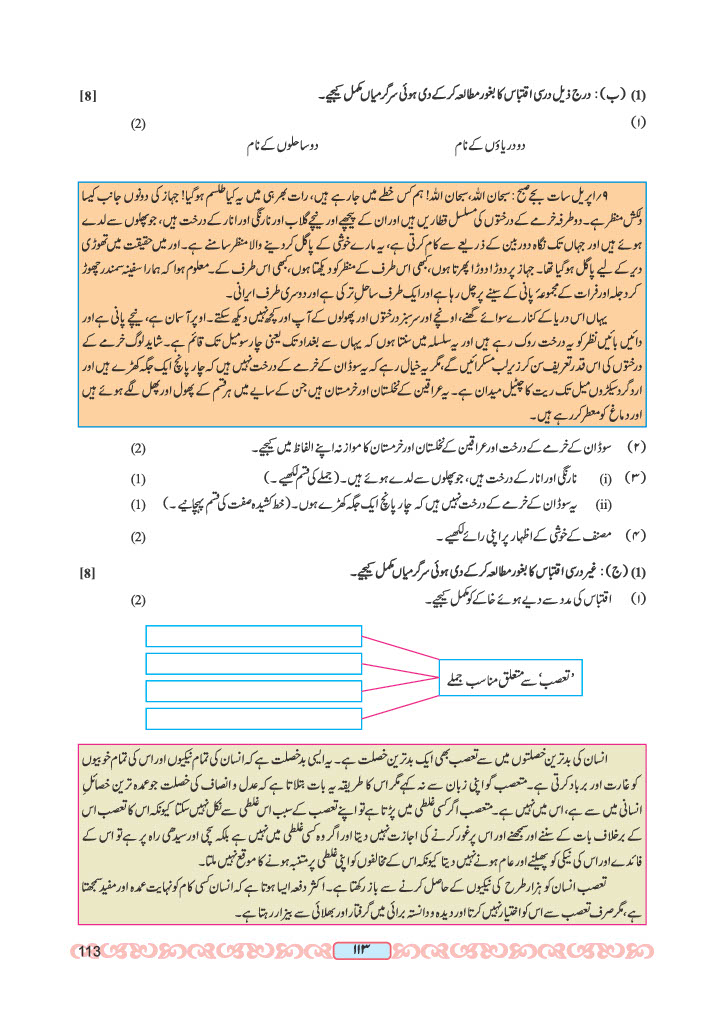 (1) (ب) : درج ذیل درسی اقتباس کا بغور مطالعہ کرکے دی ہوئی سرگرمیاں مکمل کیجیے۔ [8]
(۱) (2)
دو دریاؤں کے نام دو ساحلوں کے نام
۹/اپریل سات بجے صبح : سبحان اللہ، سبحان اللہ! ہم کس خطے میں جا رہے ہیں، رات بھر ہی میں یہ کیا طلسم ہوگیا! جہاز کی دونوں جانب کیسا
دلکش منظر ہے۔ دو طرفہ خرمے کے درختوں کی مسلسل قطاریں ہیں اور ان کے پیچھے اور نیچے گلاب اور نارنگی اور انار کے درخت ہیں، جو پھلوں سے لدے
ہوئے ہیں اور جہاں تک نگاہ دوربین کے ذریعے سے کام کرتی ہے، یہ مارے خوشی کے پاگل کر دینے والا منظر سامنے ہے۔ اور میں حقیقت میں تھوڑی
دیر کے لیے پاگل ہوگیا تھا۔ جہاز پر دوڑا دوڑا پھرتا ہوں، کبھی اس طرف کے منظر کو دیکھتا ہوں، کبھی اس طرف کے۔ معلوم ہوا کہ ہمارا سفینہ سمندر چھوڑ
کر دجلہ اور فرات کے مجموعۂ پانی کے سینے پر چل رہا ہے اور ایک طرف ساحلِ ترکی ہے اور دوسری طرف ایرانی۔
یہاں اس دریا کے کنارے سوائے گھنے، اونچے اور سرسبز درختوں اور پھولوں کے آپ اور کچھ نہیں دیکھ سکتے۔ اوپر آسمان ہے، نیچے پانی ہے اور
دائیں بائیں نظر کو یہ درخت روک رہے ہیں اور یہ سلسلہ میں سنتا ہوں کہ یہاں سے بغداد تک یعنی چار سو میل تک قائم ہے۔ شاید لوگ خرمے کے
درختوں کی اس قدر تعریف سن کر زیر لب مسکرائیں گے، مگر یہ خیال رہے کہ یہ سوڈان کے خرمے کے درخت نہیں ہیں کہ چار پانچ ایک جگہ کھڑے ہیں اور
اردگرد سیکڑوں میل تک ریت کا چٹیل میدان ہے۔ یہ عراقین کے نخلستان اور خرمستان ہیں جن کے سایے میں ہر قسم کے پھول اور پھل لگے ہوئے ہیں
اور دماغ کو معطر کر رہے ہیں۔
(۲) سوڈان کے خرمے کے درخت اور عراقین کے نخلستان اور خرمستان کا موازنہ اپنے الفاظ میں کیجیے۔ (2)
(۳) (i) نارنگی اور انار کے درخت ہیں، جو پھلوں سے لدے ہوئے ہیں۔ (جملے کی قسم لکھیے۔) (1)
(ii) یہ سوڈان کے خرمے کے درخت نہیں ہیں کہ چار پانچ ایک جگہ کھڑے ہوں۔ (خط کشیدہ صفت کی قسم پہچانیے۔) (1)
(۴) مصنف کے خوشی کے اظہار پر اپنی رائے لکھیے۔ (2)
(1) (ج) : غیر درسی اقتباس کا بغور مطالعہ کرکے دی ہوئی سرگرمیاں مکمل کیجیے۔ [8]
(۱) اقتباس کی مدد سے دیے ہوئے خاکے کو مکمل کیجیے۔ (2)
'تعصب' سے متعلق مناسب جملے
انسان کی بدترین خصلتوں میں سے تعصب بھی ایک بدترین خصلت ہے۔ یہ ایسی بدخصلت ہے کہ انسان کی تمام نیکیوں اور اس کی تمام خوبیوں
کو غارت اور برباد کرتی ہے۔ متعصب گو اپنی زبان سے نہ کہے مگر اس کا طریقہ یہ بات بتلاتا ہے کہ عدل و انصاف کی خصلت جو عمدہ ترین خصائلِ
انسانی میں سے ہے، اس میں نہیں ہے۔ متعصب اگر کسی غلطی میں پڑتا ہے تو اپنے تعصب کے سبب اس غلطی سے نکل نہیں سکتا کیونکہ اس کا تعصب اس
کے برخلاف بات کے سننے اور سمجھنے اور اس پر غور کرنے کی اجازت نہیں دیتا اور اگر وہ کسی غلطی میں نہیں ہے بلکہ سچی اور سیدھی راہ پر ہے تو اس کے
فائدے اور اس کی نیکی کو پھیلنے اور عام ہونے نہیں دیتا کیونکہ اس کے مخالفوں کو اپنی غلطی پر متنبہ ہونے کا موقع نہیں ملتا۔
تعصب انسان کو ہزار طرح کی نیکیوں کے حاصل کرنے سے باز رکھتا ہے۔ اکثر دفعہ ایسا ہوتا ہے کہ انسان کسی کام کو نہایت عمدہ اور مفید سمجھتا
ہے، مگر صرف تعصب سے اس کو اختیار نہیں کرتا اور دیدہ و دانستہ برائی میں گرفتار اور بھلائی سے بیزار رہتا ہے۔
113 ۱۱۳